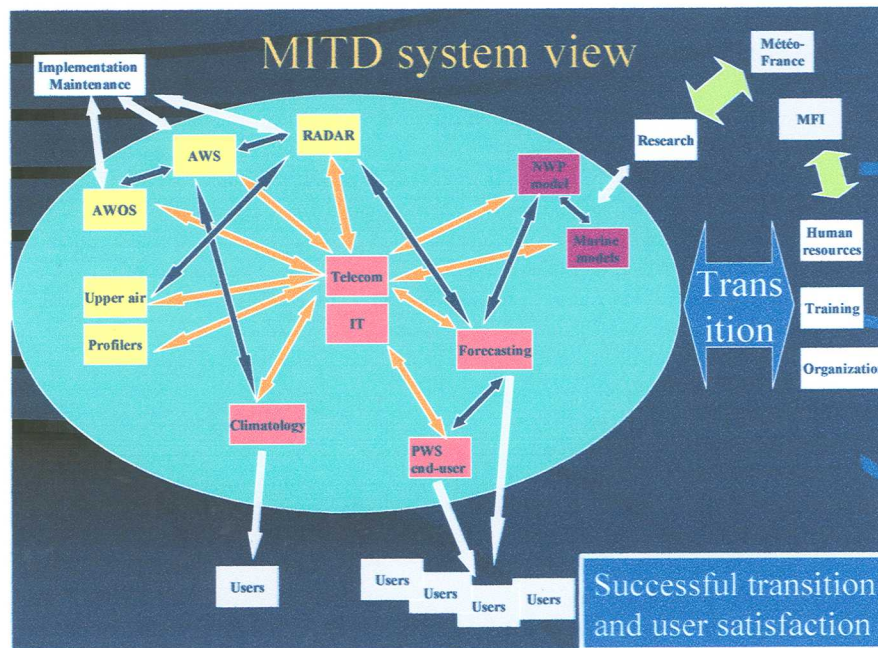 MITD system view
Implementation
Maintenance
Météo-
France
MFI
Research
RADAR
AWS
AWOS
NWP
model
Marine models
Human
resources
Upper air
Telecom
Trans
ition
Profilers
IT
Forecasting
Training
Organizatio
Climatology
PWS
end-user
Users
Users
Users
Users
Users
Successful transition
and user satisfaction